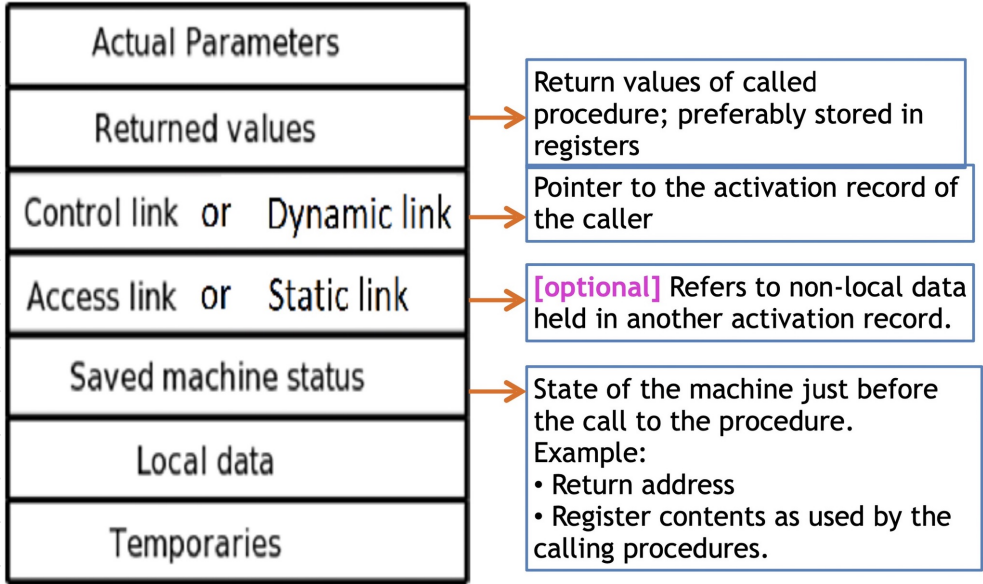 Actual Parameters
Returned values
Return values of called
procedure; preferably stored in
registers
Control link or Dynamic link
Pointer to the activation record of
the caller
Access link or Static link
[optional] Refers to non-local data
held in another activation record.
Saved machine status
State of the machine just before
the call to the procedure.
Example:
• Return address
• Register contents as used by the
calling procedures.
Local data
Temporaries